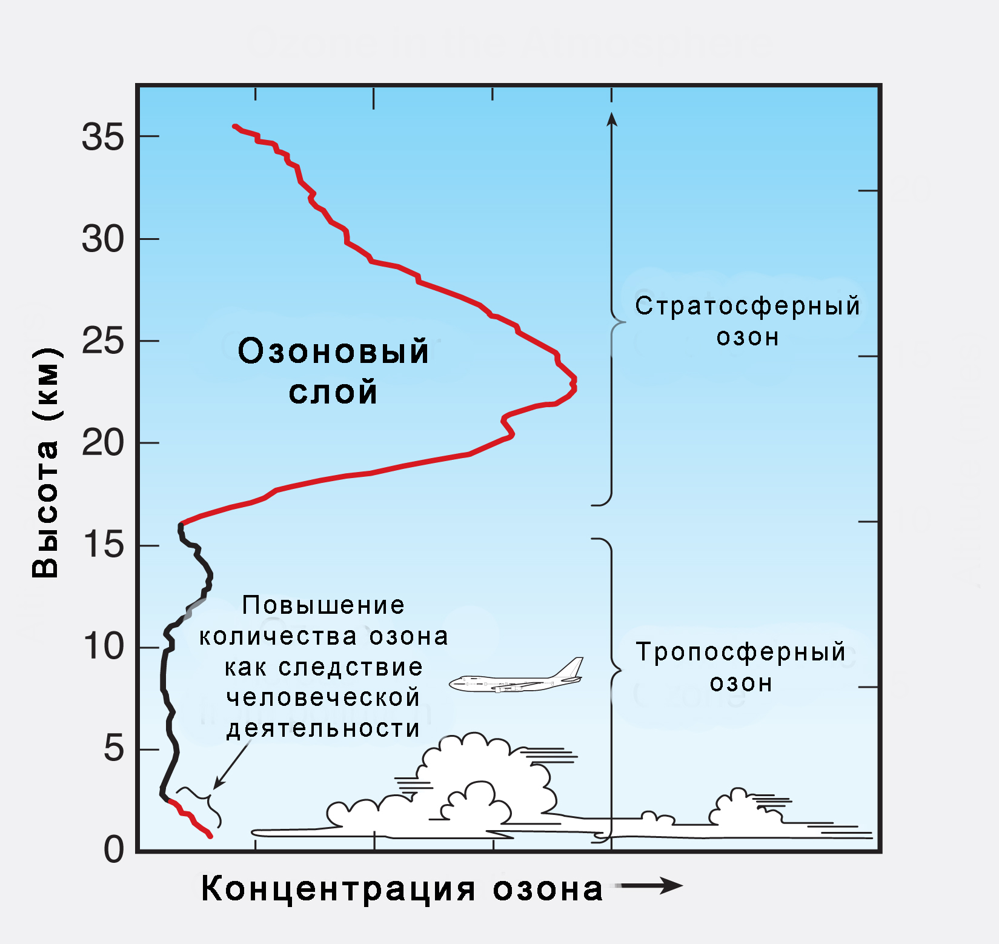 35
30
25
20
15
10
5
0
Высота (км)
Озоновый
слой
Стратосферный
озон
Повышение
количества озона
как следствие
человеческой
деятельности
Тропосферный
озон
Концентрация озона